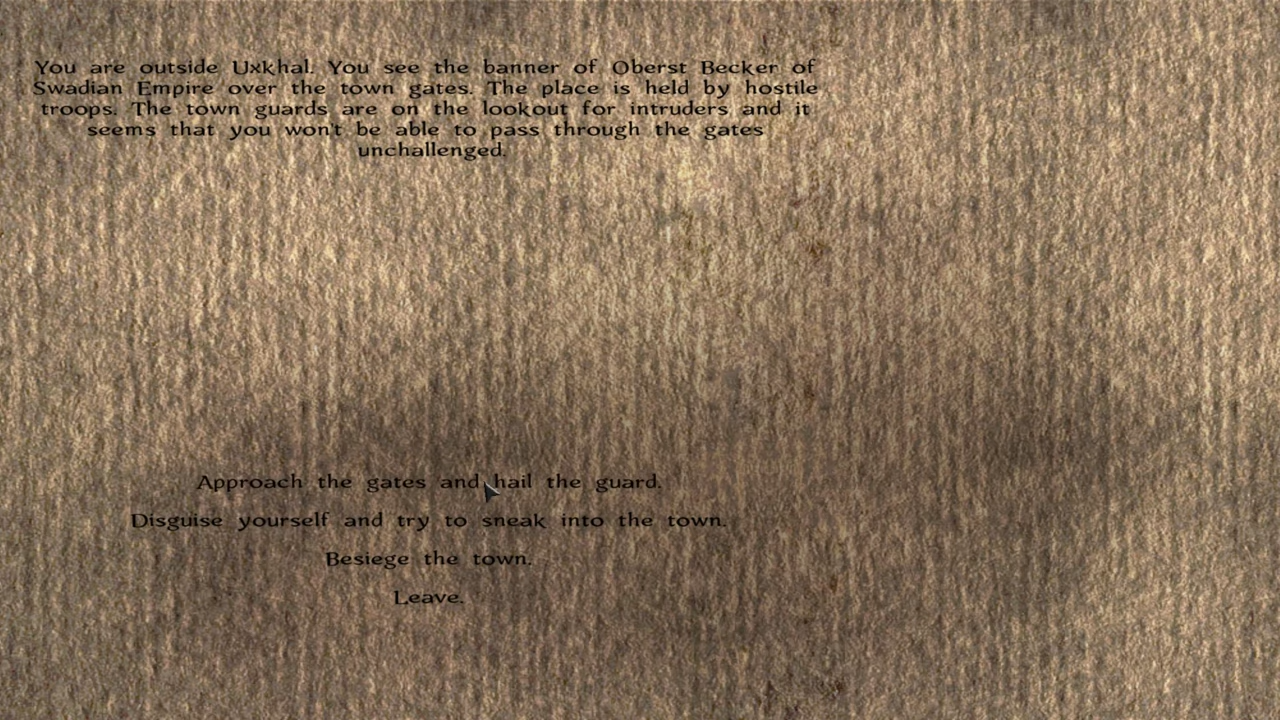 You are outside Uxkhal. You see the banner of Oberst Becker of
Swadian Empire over the town gates. The place is held by hostile
troops. The town guards are on the lookout for intruders and it
seems that you won't be able to pass through the gates
unchallenged.
Approach the gates and hail the guard.
Disguise yourself and try to sneak into the town.
Besiege the town.
Leave.